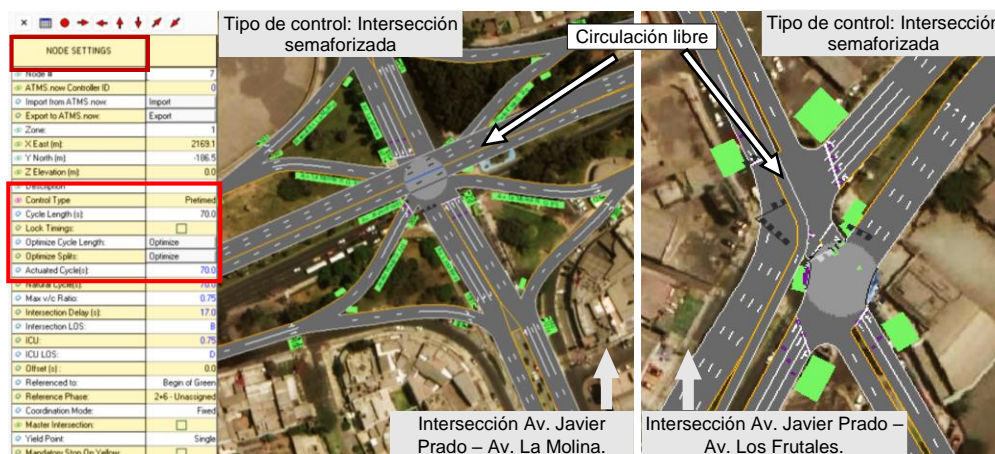 NODE SETTINGS
Node # 7
ATMS.now Controller ID 0
Import from ATMS.now: Import
Export to ATMS.now: Export
Zone: 1
X East (m): 2169.1
Y North (m): -186.5
Z Elevation (m): 0.0
Description
Control Type Pretimed
Cycle Length (s): 70.0
Lock Timings:
Optimize Cycle Length: Optimize
Optimize Splits: Optimize
Actuated Cycle(s): 70.0
Natural Cycle(s): 70.0
Max v/c Ratio: 0.75
Intersection Delay (s): 17.0
Intersection LOS: B
ICU: 0.75
ICU LOS: D
Offset (s) : 0.0
Referenced to: Begin of Green
Reference Phase: 2+6 - Unassigned
Coordination Mode: Fixed
Master Intersection:
Yield Point: Single
Mandatory Stop On Yellow:
Tipo de control: Intersección
semaforizada
Circulación libre
Tipo de control: Intersección
semaforizada
Intersección Av. Javier
Prado – Av. La Molina.
Intersección Av. Javier Prado –
Av. Los Frutales.